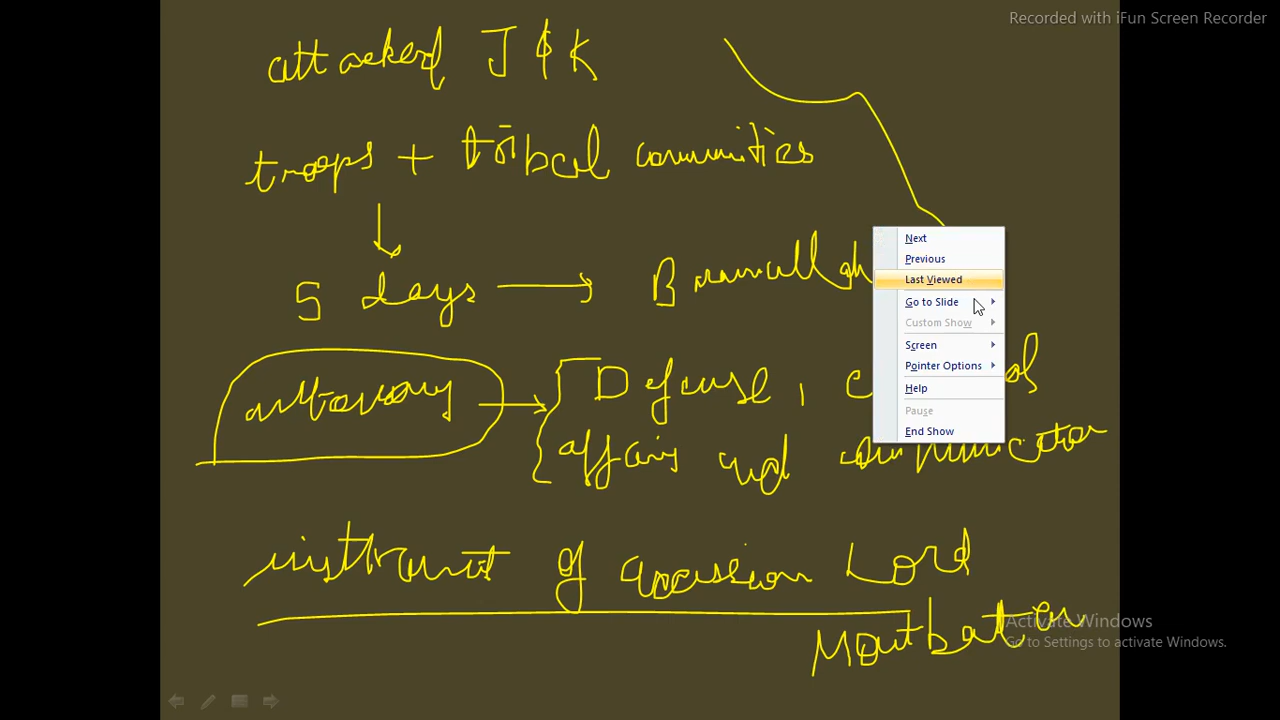 Recorded with iFun Screen Recorder
attacked J & K
troops + tribal communities
5 days →
Next
Previous
Last Viewed
Go to Slide
Custom Show
Screen
Pointer Options
Help
Pause
End Show
autonomy → Defense,
affairs and communication
instrument of accession Lord
Mountbatten
Activate Windows
Go to Settings to activate Windows.